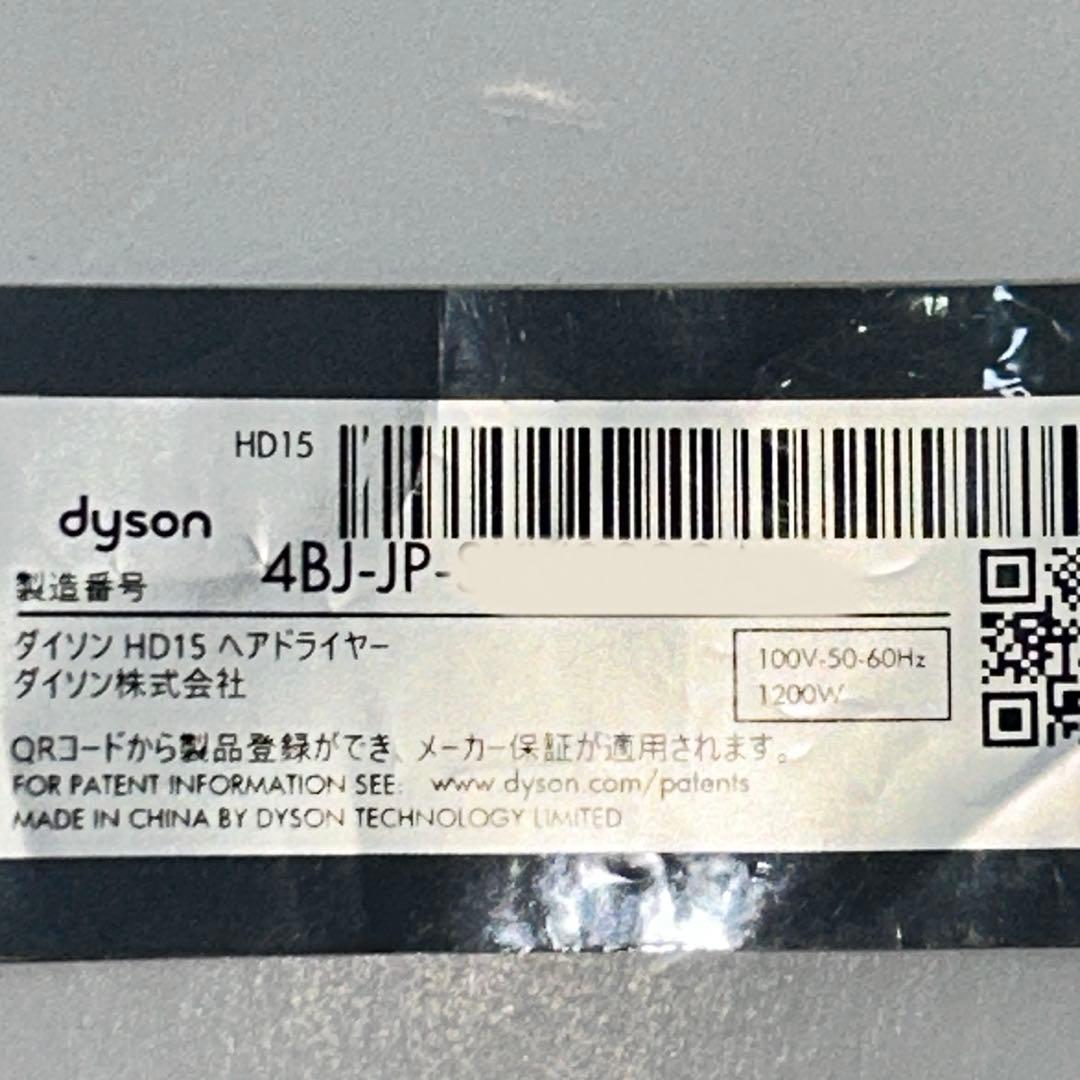 HD15
dyson
製造番号 4BJ-JP-
ダイソン HD15 ヘアドライヤー
ダイソン株式会社
100V-50-60Hz
1200W
QRコードから製品登録ができ、メーカー保証が適用されます。
FOR PATENT INFORMATION SEE: www.dyson.com/patents
MADE IN CHINA BY DYSON TECHNOLOGY LIMITED